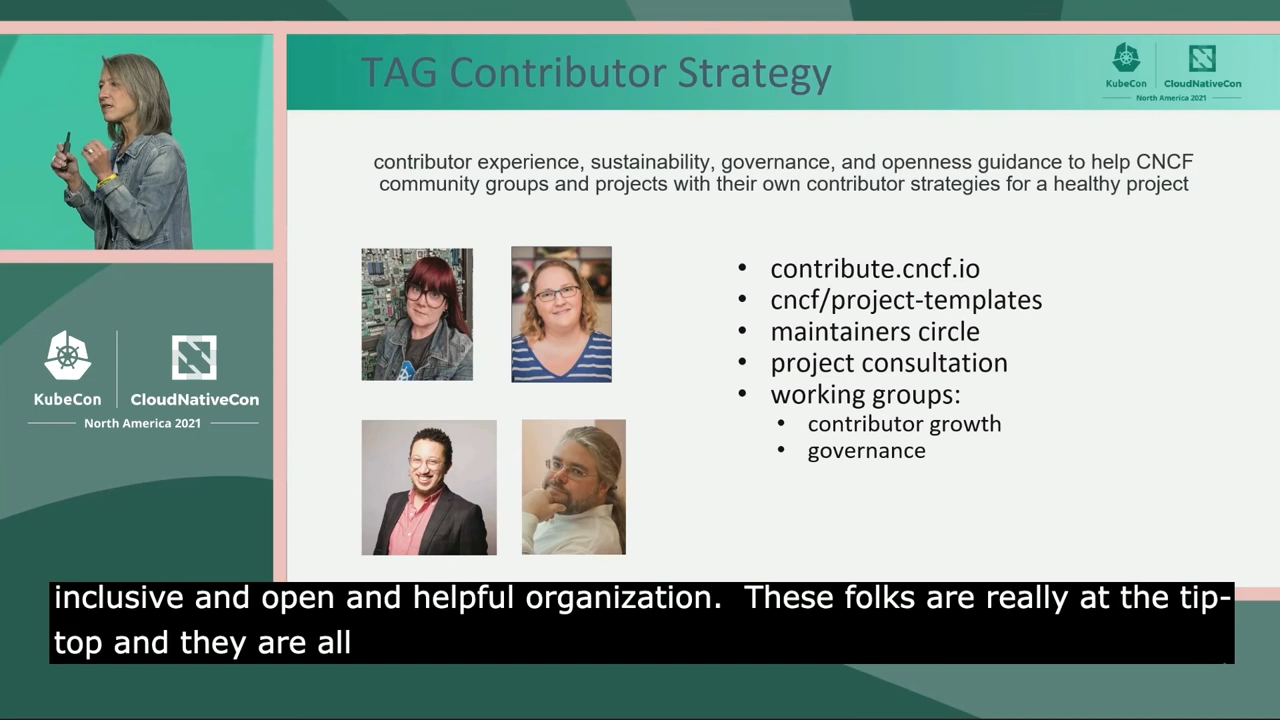 TAG Contributor Strategy
KubeCon
CloudNativeCon
North America 2021
contributor experience, sustainability, governance, and openness guidance to help CNCF
community groups and projects with their own contributor strategies for a healthy project
• contribute.cncf.io
• cncf/project-templates
• maintainers circle
• project consultation
• working groups:
• contributor growth
• governance
KubeCon
CloudNativeCon
North America 2021
inclusive and open and helpful organization.  These folks are really at the tip-
top and they are all